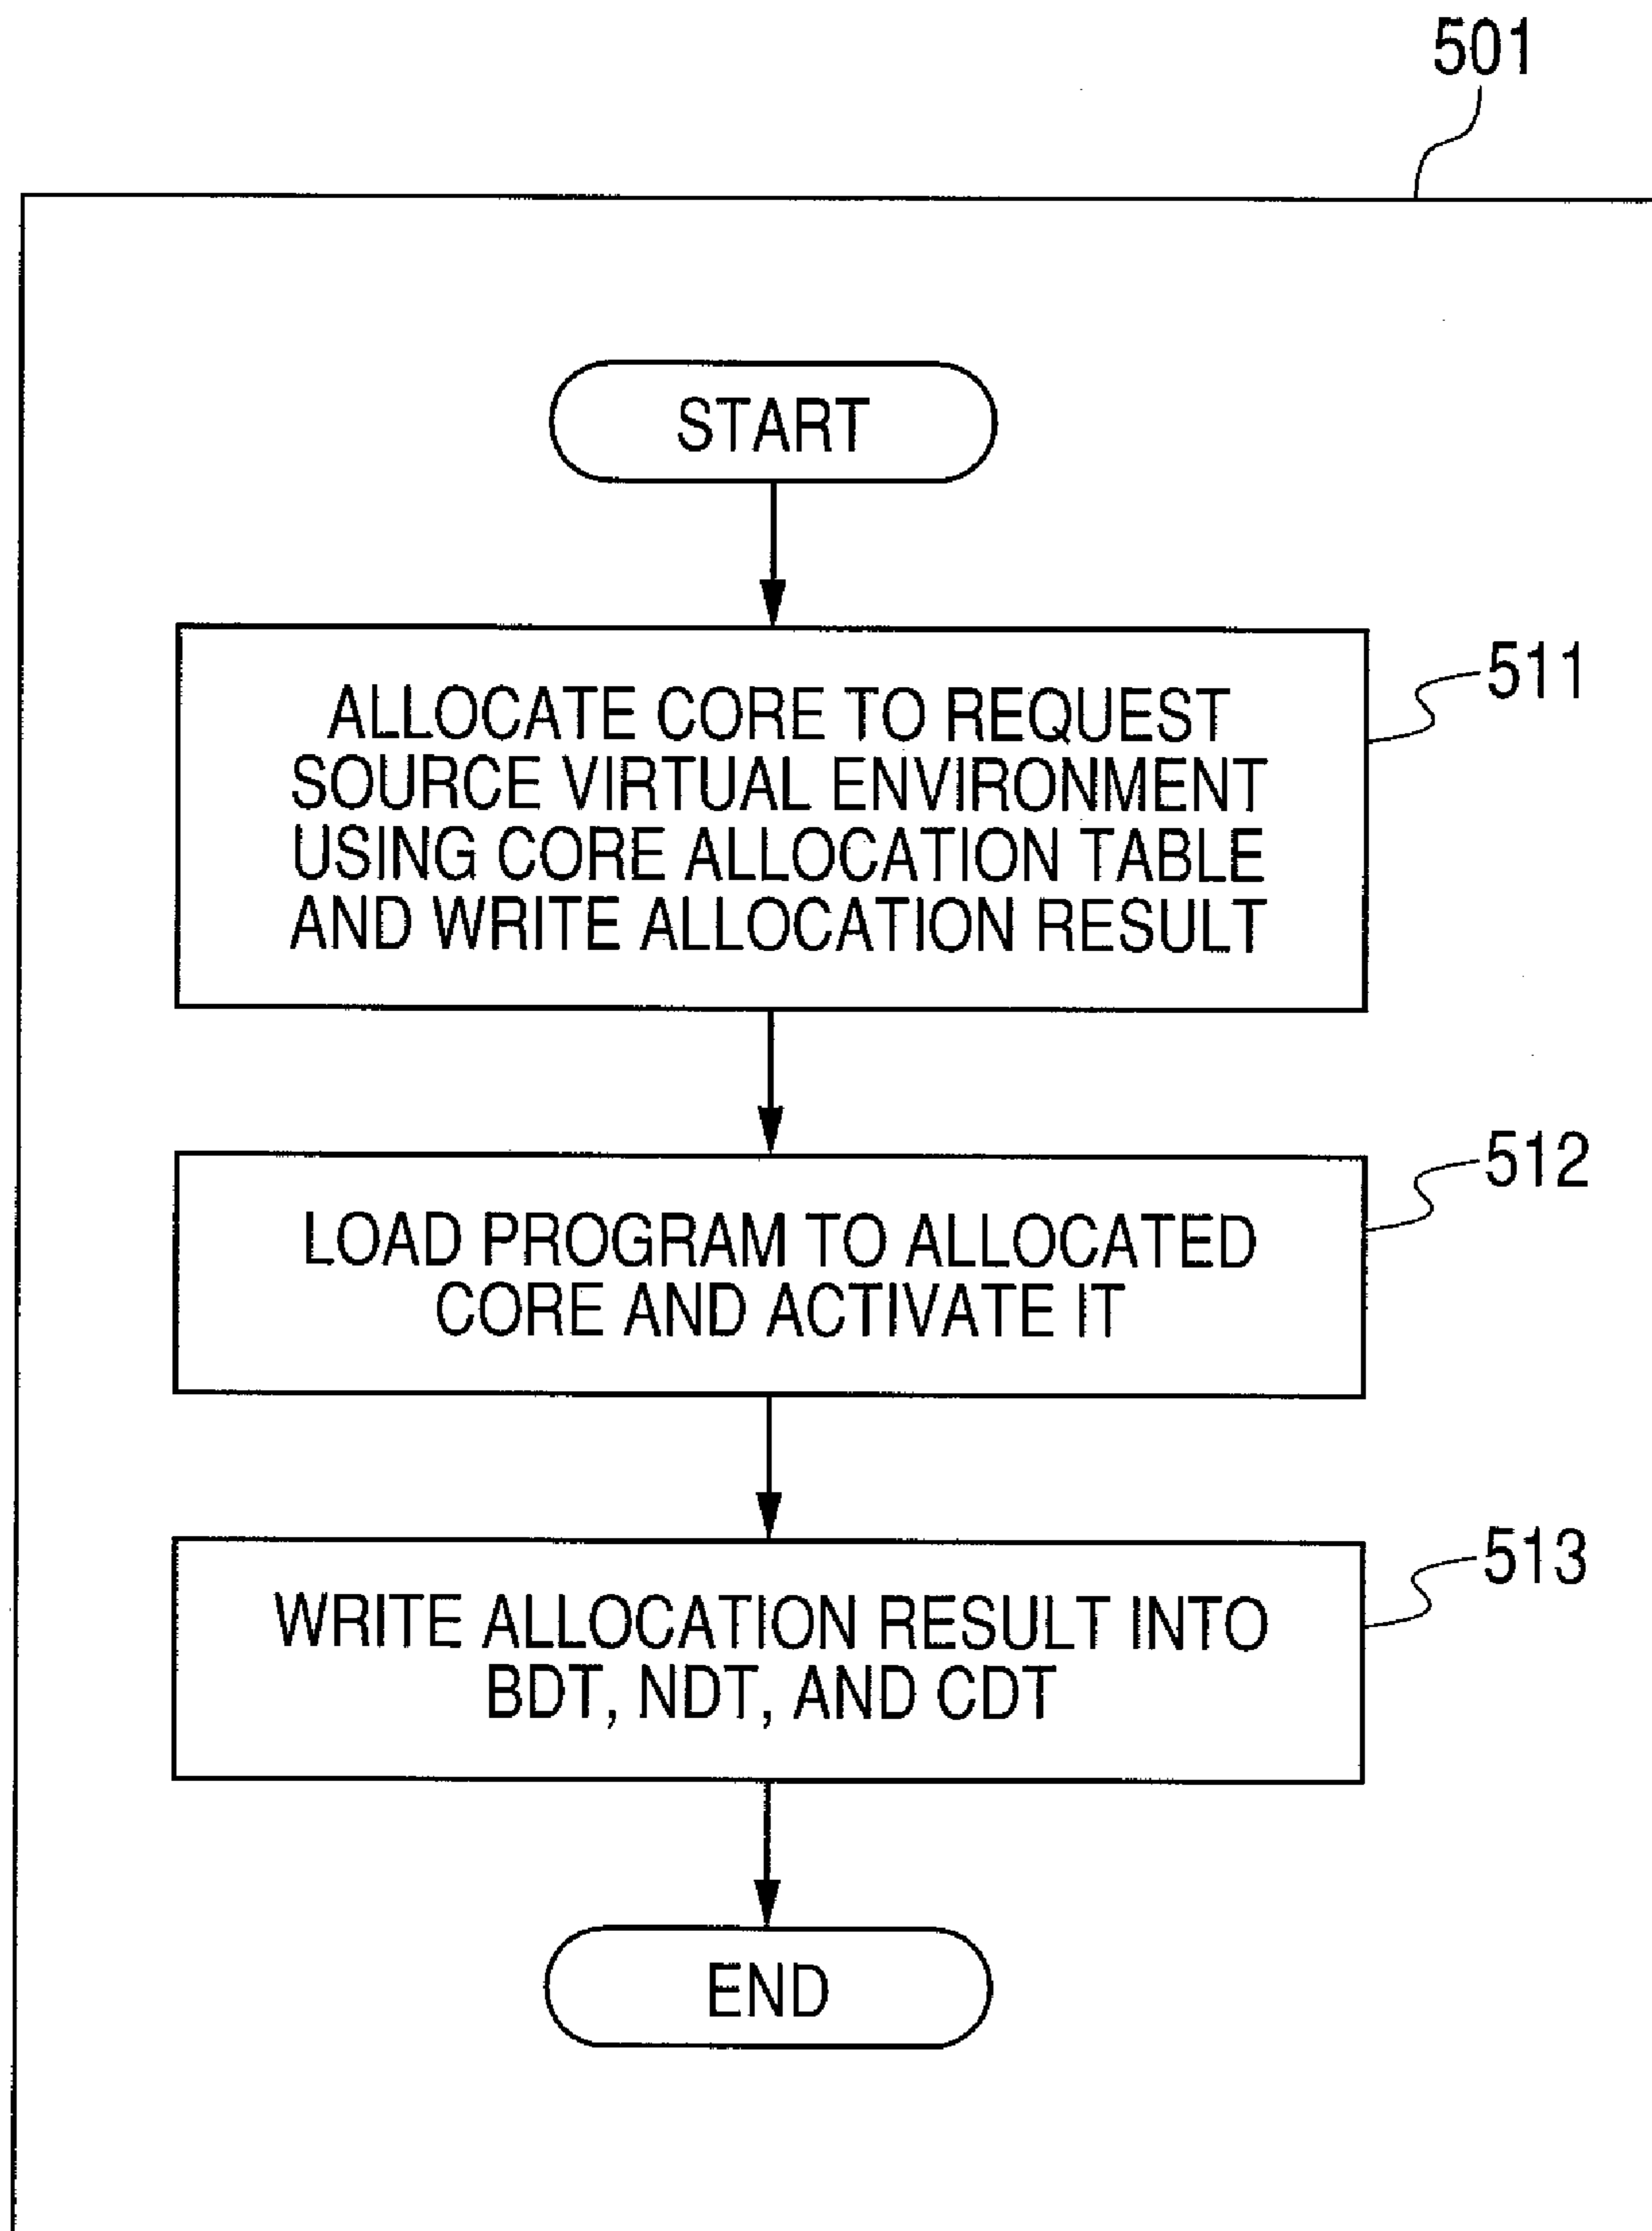 501
START
ALLOCATE CORE TO REQUEST
SOURCE VIRTUAL ENVIRONMENT
USING CORE ALLOCATION TABLE
AND WRITE ALLOCATION RESULT
511
LOAD PROGRAM TO ALLOCATED
CORE AND ACTIVATE IT
512
WRITE ALLOCATION RESULT INTO
BDT, NDT, AND CDT
513
END